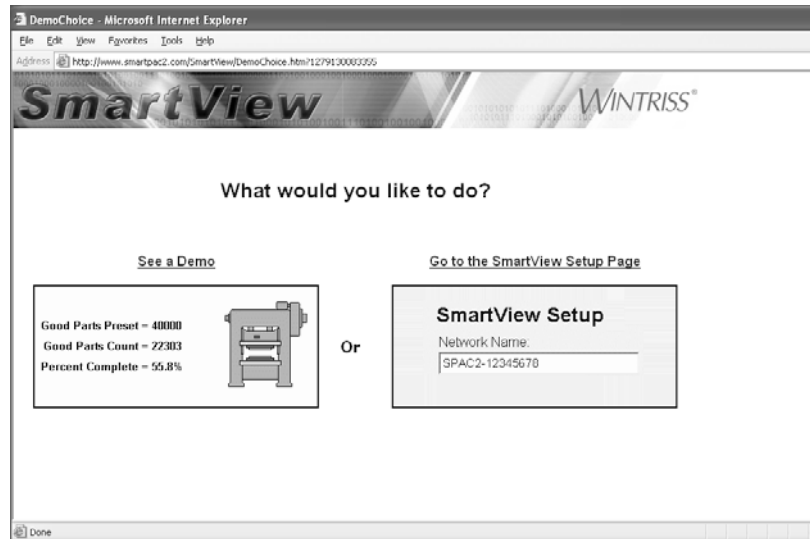 DemoChoice - Microsoft Internet Explorer
File Edit View Favorites Tools Help
Address http://www.smartpac2.com/SmartView/DemoChoice.htm?1279130083355
SmartView WINTRISS®
What would you like to do?
See a Demo
Go to the SmartView Setup Page
Good Parts Preset = 40000
Good Parts Count = 22303
Percent Complete = 55.8%
Or
SmartView Setup
Network Name:
SPAC2-12345678
Done